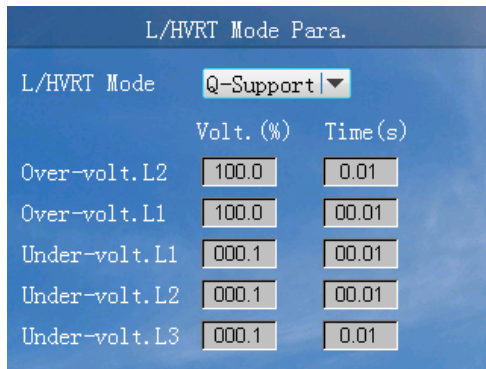 L/HVRT Mode Para.
L/HVRT Mode Q-Support
Volt.(%) Time(s)
Over-volt.L2 100.0 0.01
Over-volt.L1 100.0 00.01
Under-volt.L1 000.1 00.01
Under-volt.L2 000.1 00.01
Under-volt.L3 000.1 0.01